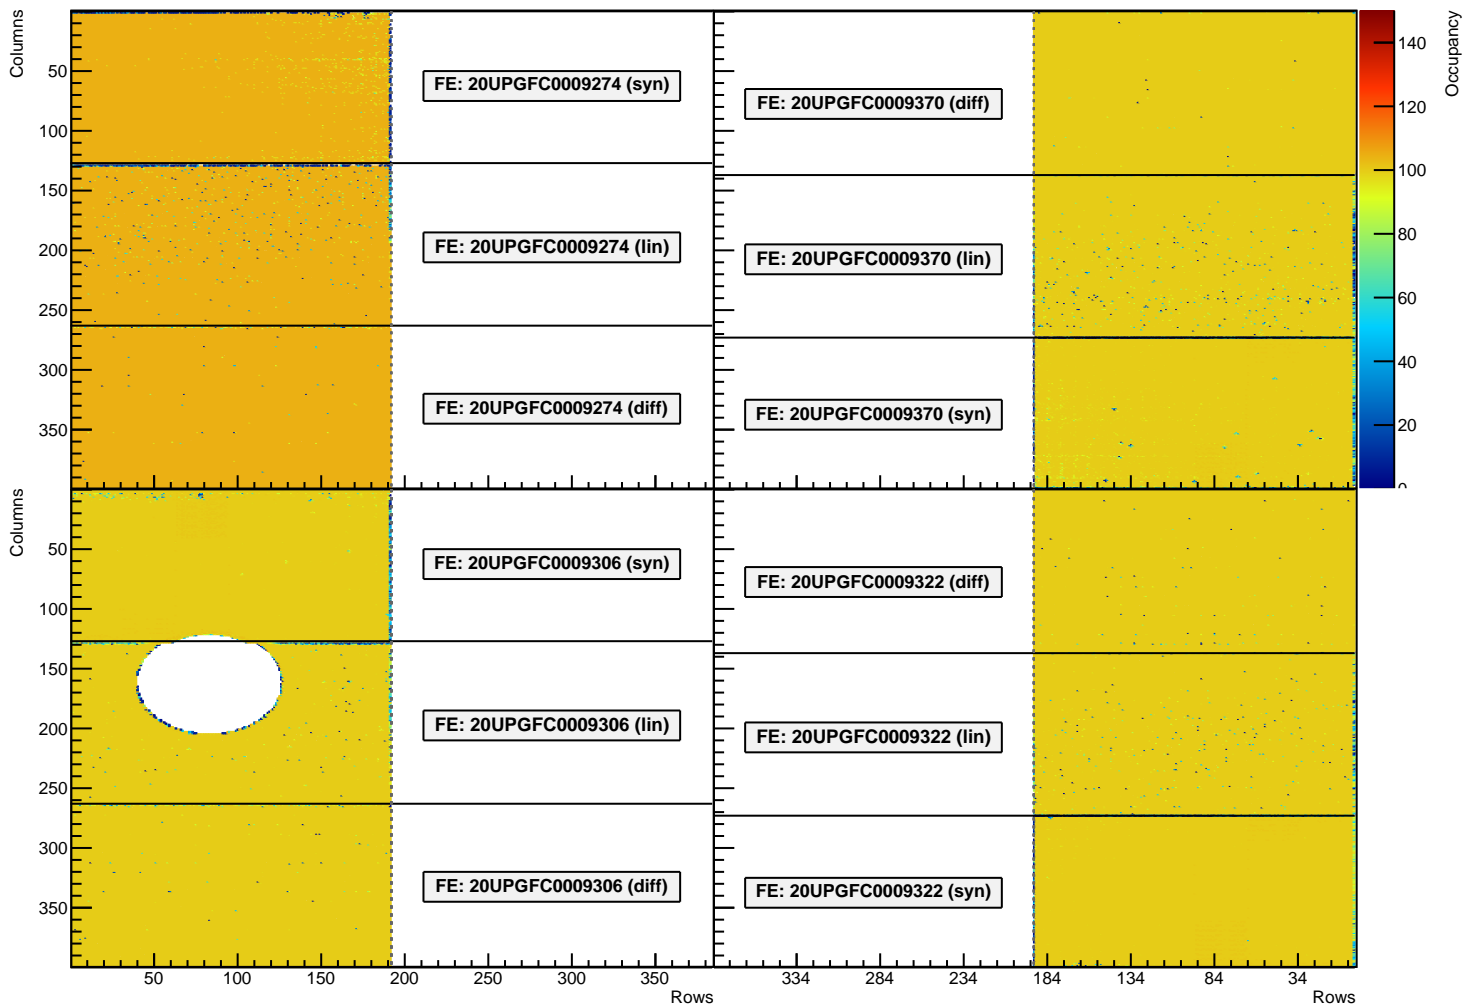 Columns
50
100
150
200
250
300
350
FE: 20UPGFC0009274 (syn)
FE: 20UPGFC0009274 (lin)
FE: 20UPGFC0009274 (diff)
FE: 20UPGFC0009370 (diff)
FE: 20UPGFC0009370 (lin)
FE: 20UPGFC0009370 (syn)
Occupancy
140
120
100
80
60
40
20
0
Columns
50
100
150
200
250
300
350
FE: 20UPGFC0009306 (syn)
FE: 20UPGFC0009306 (lin)
FE: 20UPGFC0009306 (diff)
FE: 20UPGFC0009322 (diff)
FE: 20UPGFC0009322 (lin)
FE: 20UPGFC0009322 (syn)
50 100 150 200 250 300 350
Rows
334 284 234 184 134 84 34
Rows